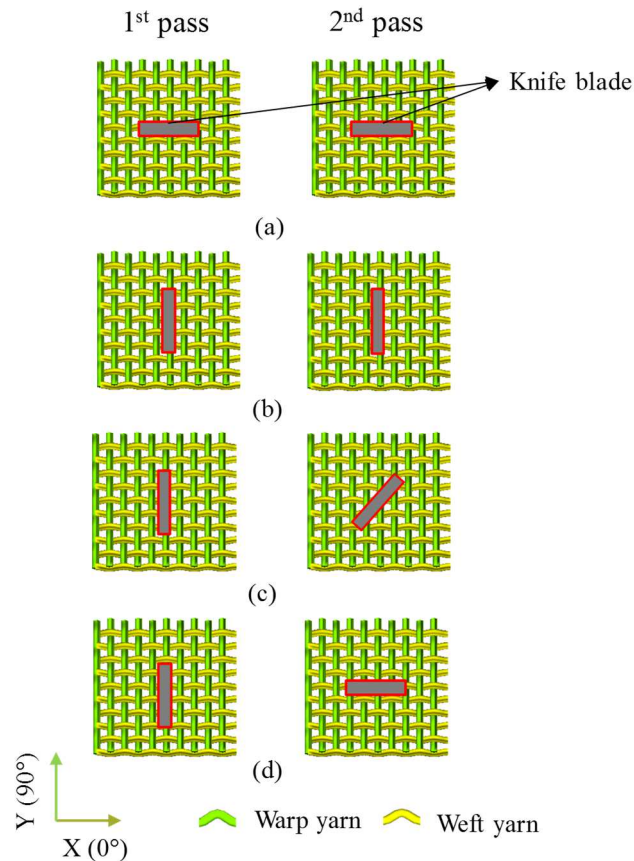 1st pass
2nd pass
Knife blade
(a)
(b)
(c)
(d)
Y (90°)
X (0°)
Warp yarn
Weft yarn